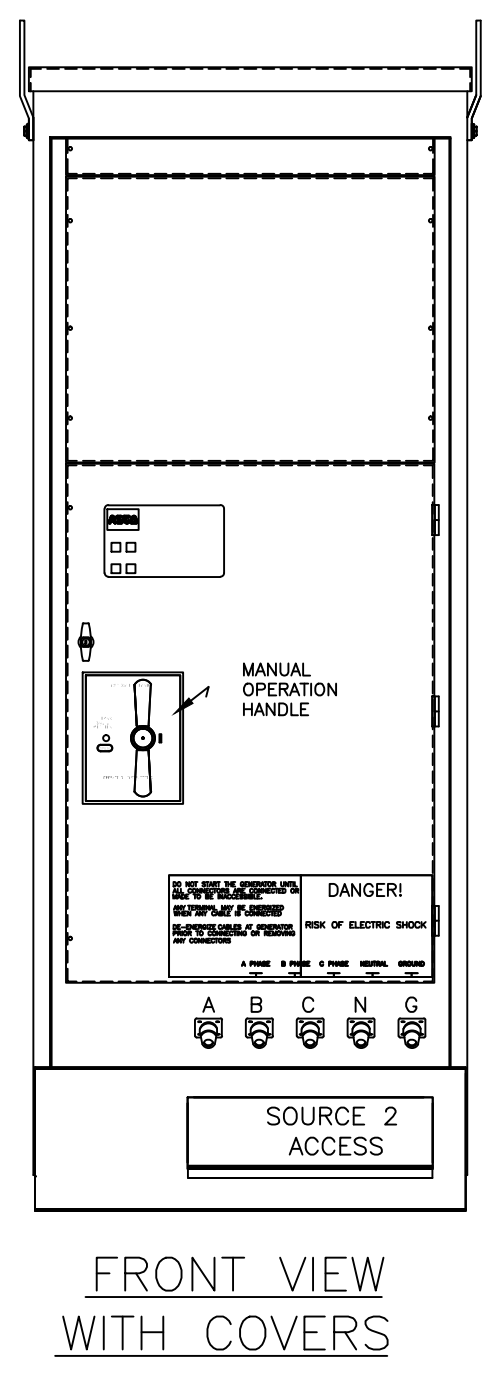 MANUAL
OPERATION
HANDLE
DO NOT START THE GENERATOR UNTIL
ALL CONNECTORS ARE CONNECTED OR
MADE TO BE INACCESSIBLE.
ANY TERMINAL MAY BE ENERGIZED
WHEN ANY CABLE IS CONNECTED
DE-ENERGIZE CABLES AT GENERATOR
PRIOR TO CONNECTING OR REMOVING
ANY CONNECTORS
DANGER!
RISK OF ELECTRIC SHOCK
A PHASE B PHASE C PHASE NEUTRAL GROUND
A B C N G
SOURCE 2
ACCESS
FRONT VIEW
WITH COVERS